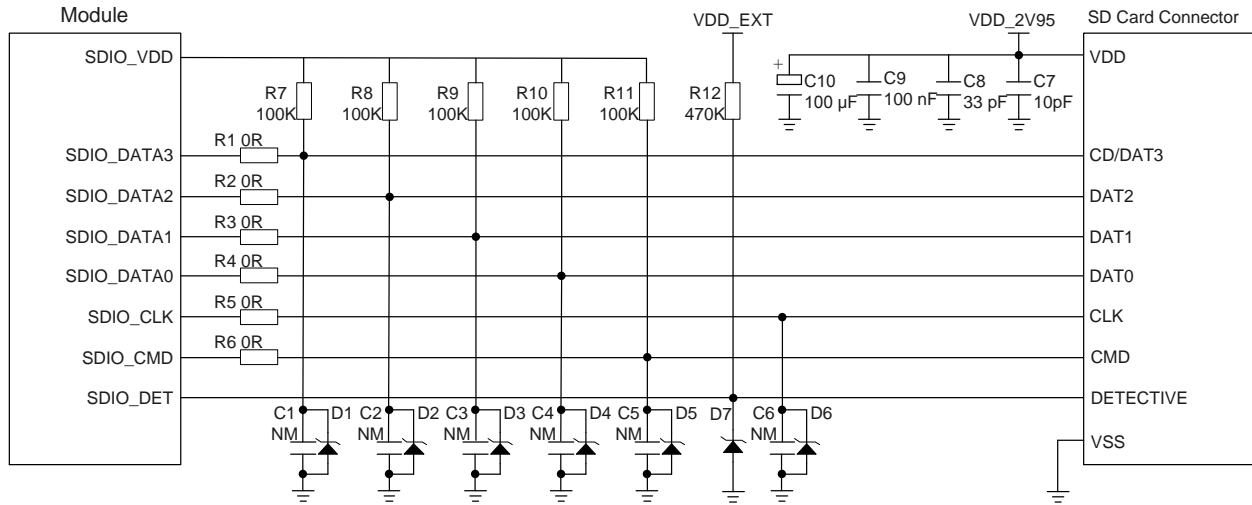 Module
VDD_EXT
VDD_2V95
SD Card Connector
SDIO_VDD
VDD
R7
100K
R8
100K
R9
100K
R10
100K
R11
100K
R12
470K
+
C10
100 µF
C9
100 nF
C8
33 pF
C7
10pF
SDIO_DATA3
R1 0R
CD/DAT3
SDIO_DATA2
R2 0R
DAT2
SDIO_DATA1
R3 0R
DAT1
SDIO_DATA0
R4 0R
DAT0
SDIO_CLK
R5 0R
CLK
SDIO_CMD
R6 0R
CMD
SDIO_DET
DETECTIVE
C1
NM
D1
C2
NM
D2
C3
NM
D3
C4
NM
D4
C5
NM
D5
D7
C6
NM
D6
VSS